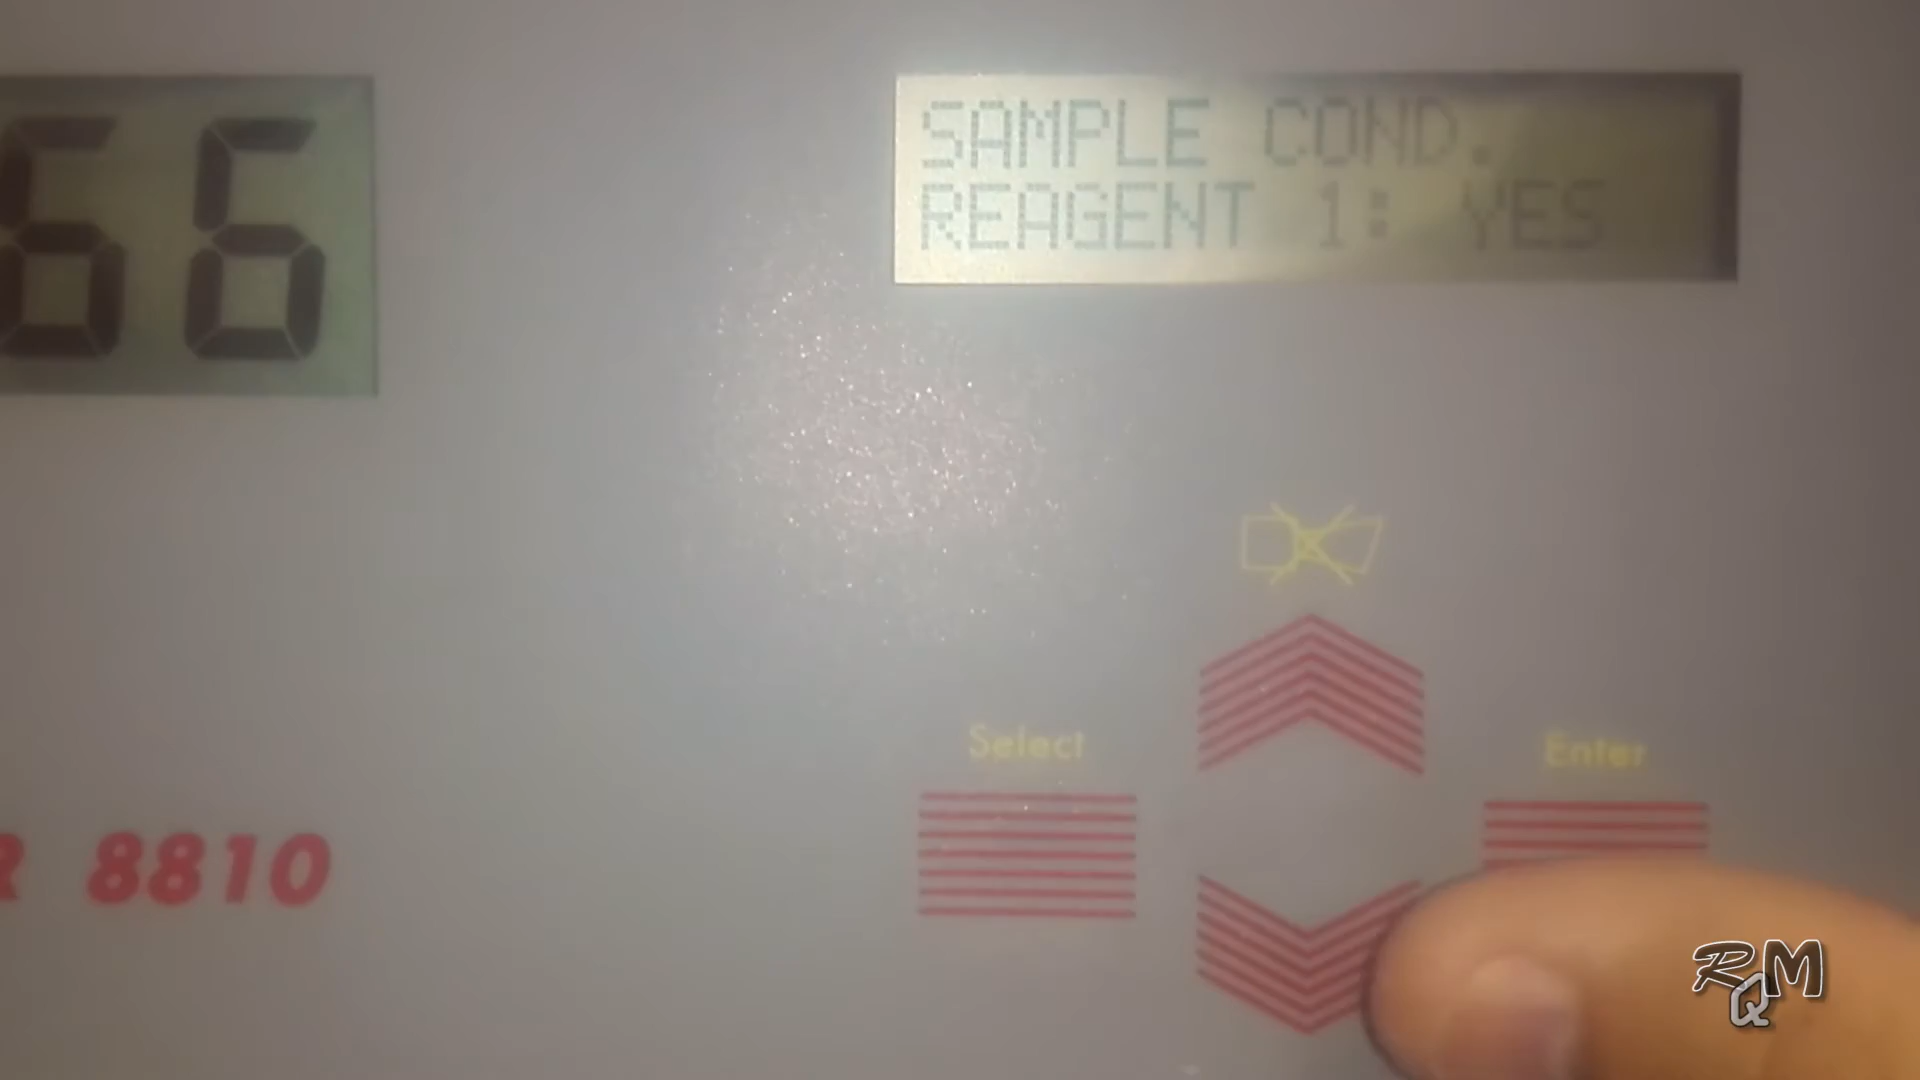 66
SAMPLE COND.
REAGENT 1: YES
Select
Enter
R 8810
RQM